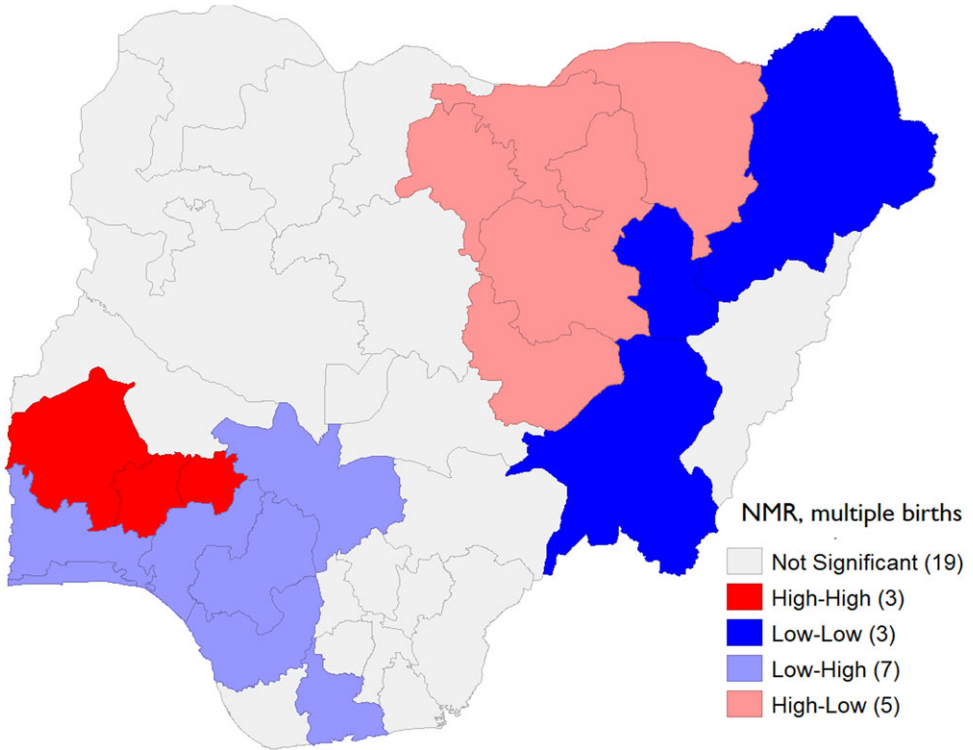 NMR, multiple births
Not Significant (19)
High-High (3)
Low-Low (3)
Low-High (7)
High-Low (5)